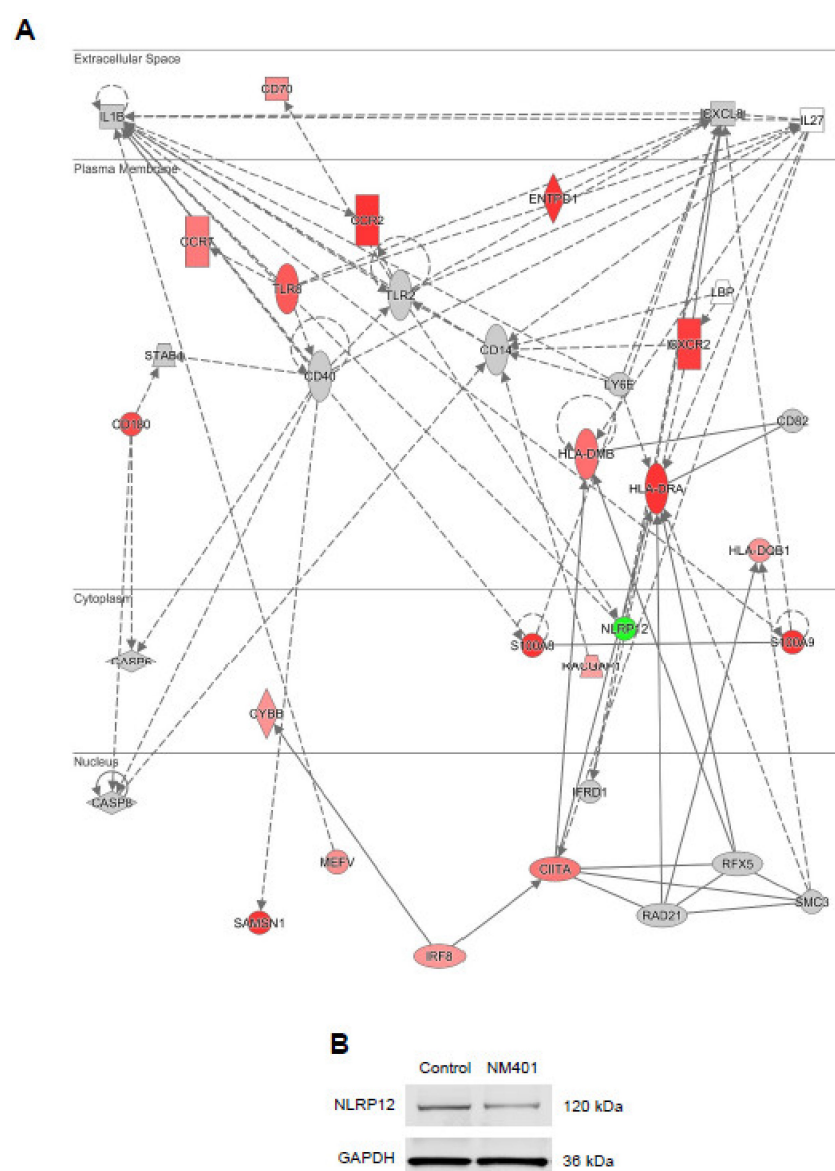 A
Extracellular Space
CD70
IL1B
CXCL8
IL27
Plasma Membrane
ENTPD1
CCR2
CCR7
TLR8
TLR2
LBP
CXCR2
STAB1
CD14
CD40
LY6E
CD180
CD82
HLA-DMB
HLA-DRA
HLA-DQB1
Cytoplasm
NLRP12
S100A8
S100A9
CASP6
RACGAP1
CYBB
Nucleus
CASP8
IFRD1
MEFV
CIITA
RFX5
SMC3
SAMSN1
RAD21
IRF8
B
Control NM401
NLRP12 120 kDa
GAPDH 36 kDa